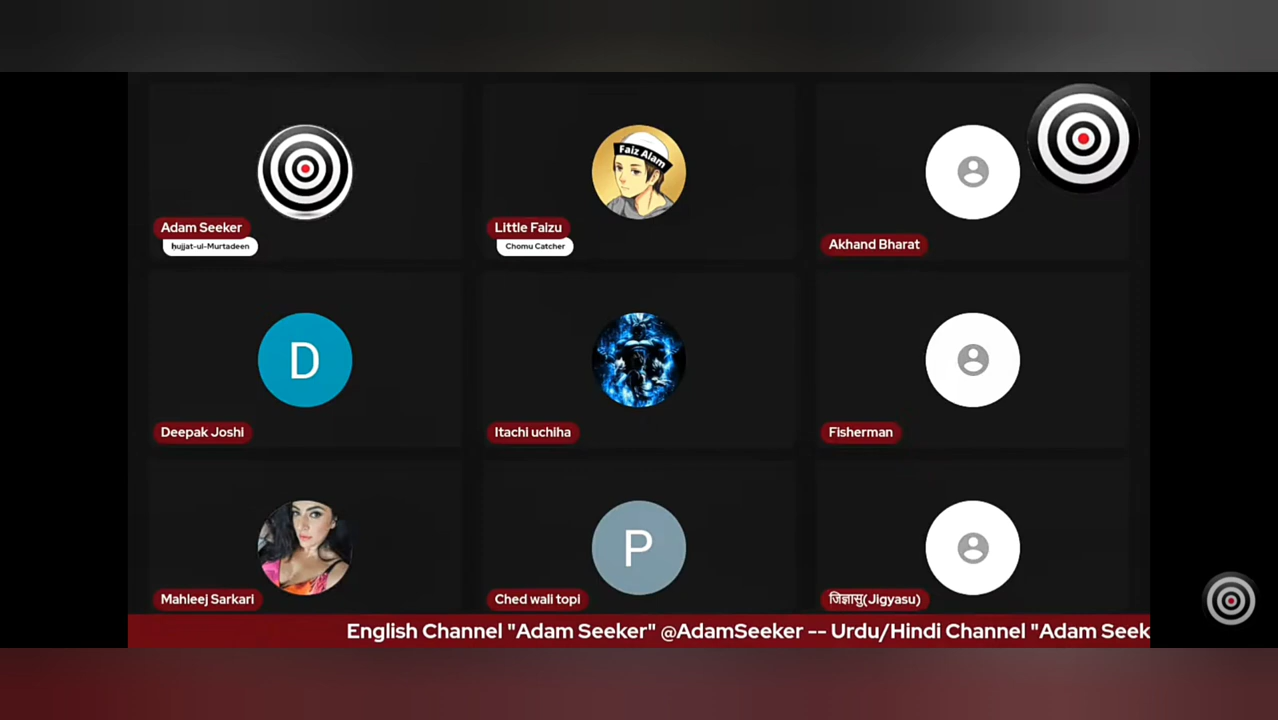 Faiz Alam
Adam Seeker
hujjat-ul-Murtadeen
Little Faizu
Chomu Catcher
Akhand Bharat
D
Deepak Joshi
Itachi uchiha
Fisherman
P
Mahleej Sarkari
Ched wali topi
जिज्ञासु(Jigyasu)
English Channel "Adam Seeker" @AdamSeeker -- Urdu/Hindi Channel "Adam Seek